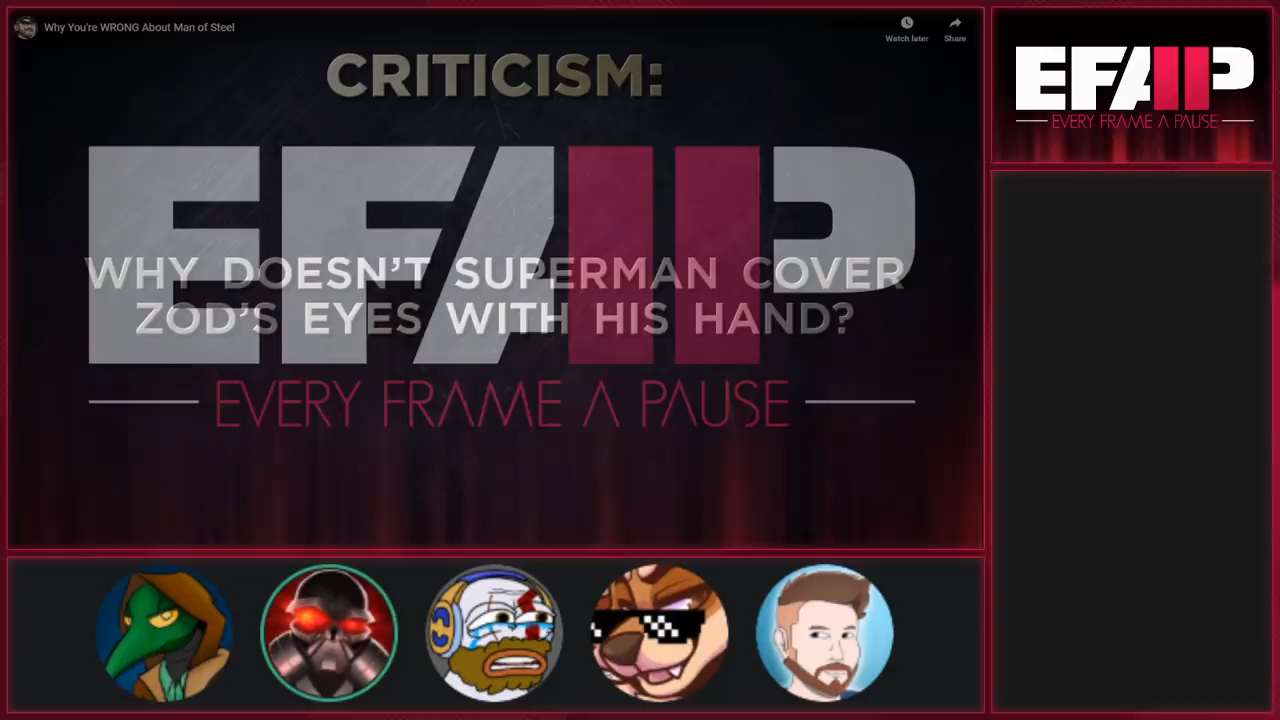 Why You're WRONG About Man of Steel
Watch later
Share
CRITICISM:
EFAP
WHY DOESN'T SUPERMAN COVER
ZOD'S EYES WITH HIS HAND?
EVERY FRAME A PAUSE
EFAP
EVERY FRAME A PAUSE